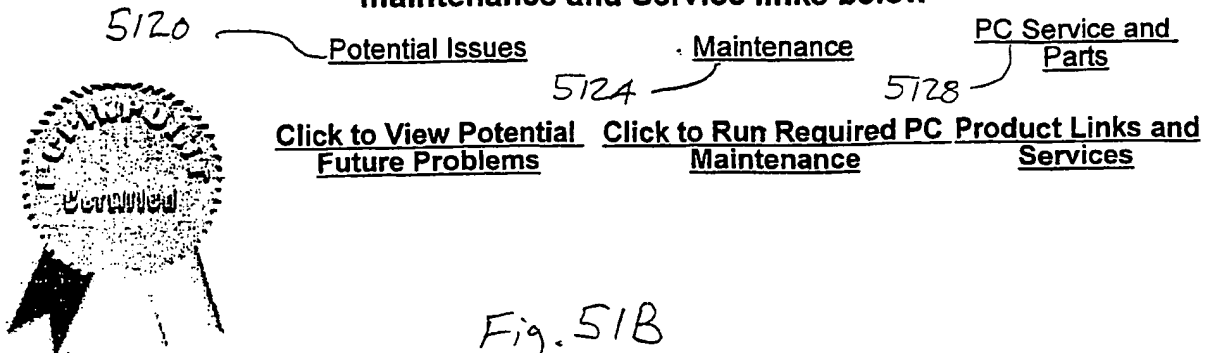 maintenance and Service links below
5120
Potential Issues
Maintenance
PC Service and
Parts
5124
5128
Click to View Potential
Future Problems
Click to Run Required PC
Maintenance
Product Links and
Services
Certified
Fig. 51B